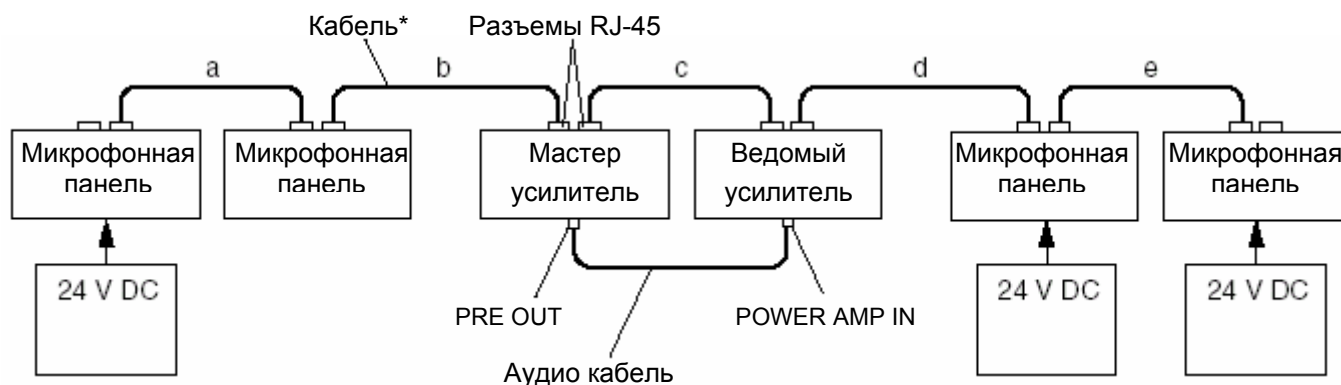 Кабель*
Разъемы RJ-45
a
b
c
d
e
Микрофонная
панель
Микрофонная
панель
Мастер
усилитель
Ведомый
усилитель
Микрофонная
панель
Микрофонная
панель
24 V DC
PRE OUT
POWER AMP IN
24 V DC
24 V DC
Аудио кабель